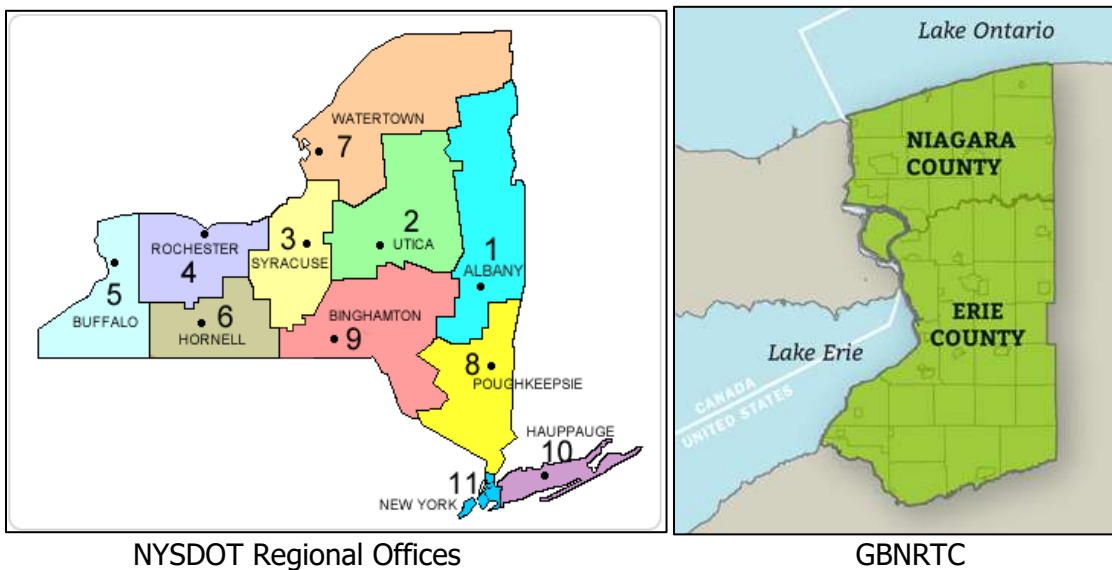 WATERTOWN
7
2
UTICA
ROCHESTER
4
3
SYRACUSE
1
ALBANY
5
BUFFALO
6
HORNELL
BINGHAMTON
9
8
POUGHKEEPSIE
HAUPPAUGE
10
11
NEW YORK
NYSDOT Regional Offices
Lake Ontario
NIAGARA
COUNTY
ERIE
COUNTY
Lake Erie
CANADA
UNITED STATES
GBNRTC